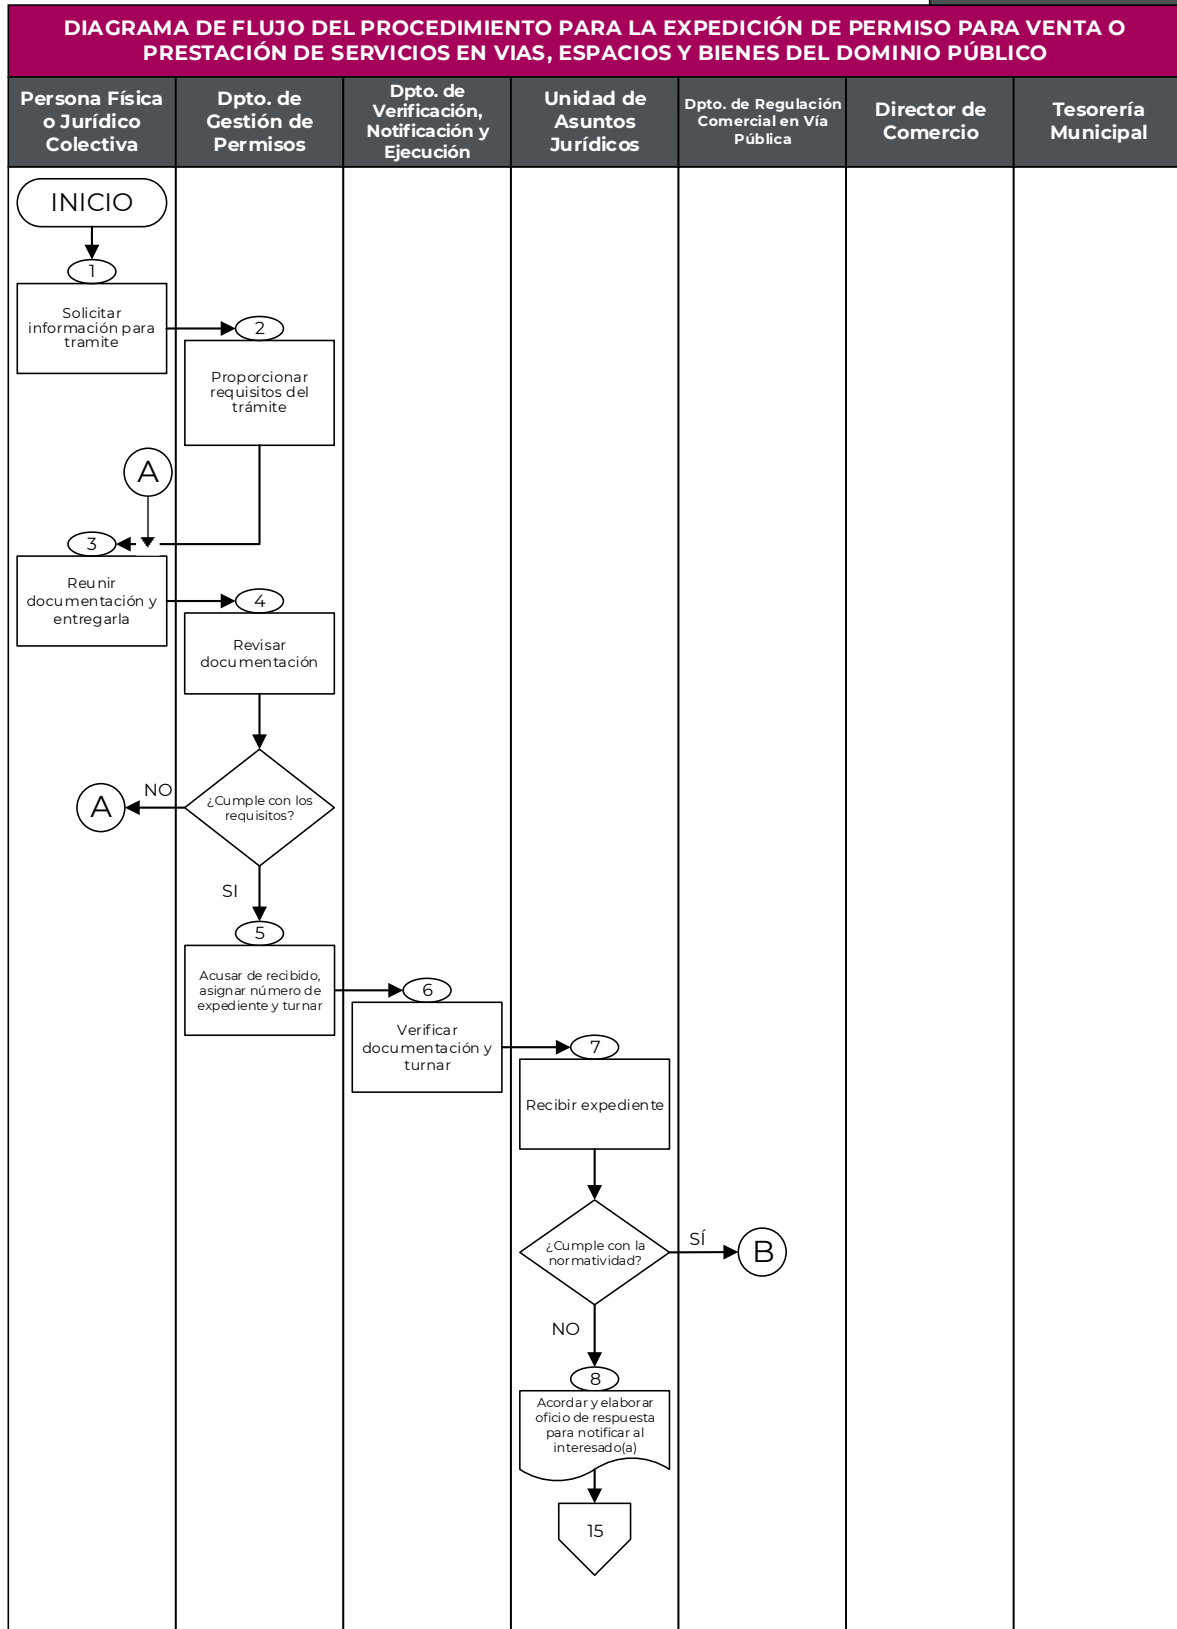 DIAGRAMA DE FLUJO DEL PROCEDIMIENTO PARA LA EXPEDICIÓN DE PERMISO PARA VENTA O
PRESTACIÓN DE SERVICIOS EN VIAS, ESPACIOS Y BIENES DEL DOMINIO PÚBLICO
Persona Física
o Jurídico
Colectiva
Dpto. de
Gestión de
Permisos
Dpto. de
Verificación,
Notificación y
Ejecución
Unidad de
Asuntos
Jurídicos
Dpto. de Regulación
Comercial en Vía
Pública
Director de
Comercio
Tesorería
Municipal
INICIO
1
Solicitar
información para
tramite
2
Proporcionar
requisitos del
trámite
A
3
Reunir
documentación y
entregarla
4
Revisar
documentación
¿Cumple con los
requisitos?
NO
A
SI
5
Acusar de recibido,
asignar número de
expediente y turnar
6
Verificar
documentación y
turnar
7
Recibir expediente
¿Cumple con la
normatividad?
SÍ
B
NO
8
Acordar y elaborar
oficio de respuesta
para notificar al
interesado(a)
15